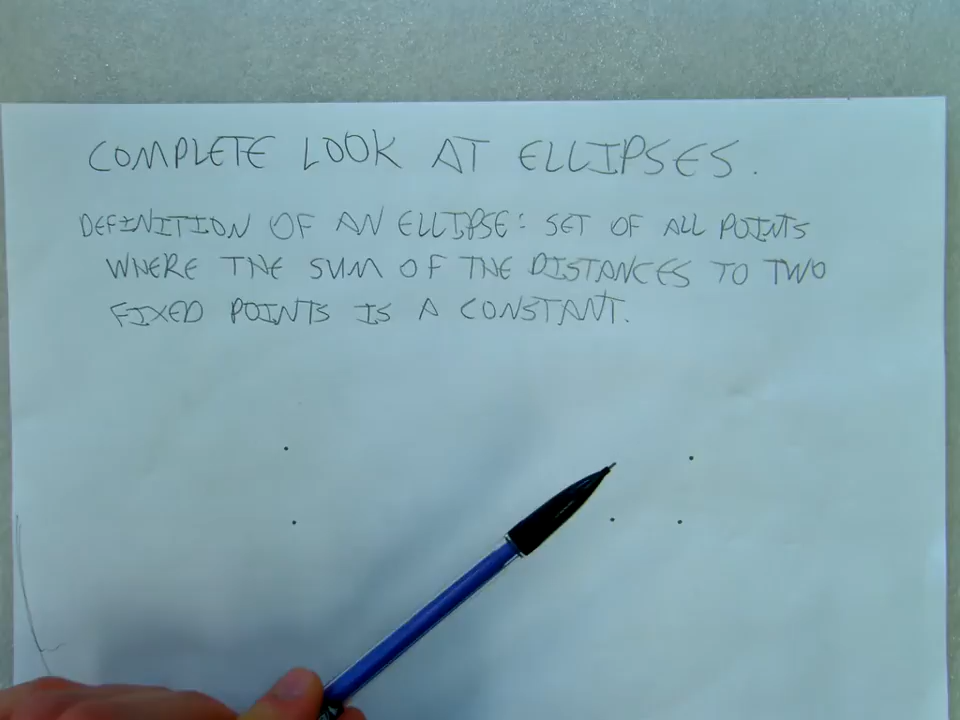 COMPLETE LOOK AT ELLIPSES.
DEFINITION OF AN ELLIPSE: SET OF ALL POINTS
WHERE THE SUM OF THE DISTANCES TO TWO
FIXED POINTS IS A CONSTANT.